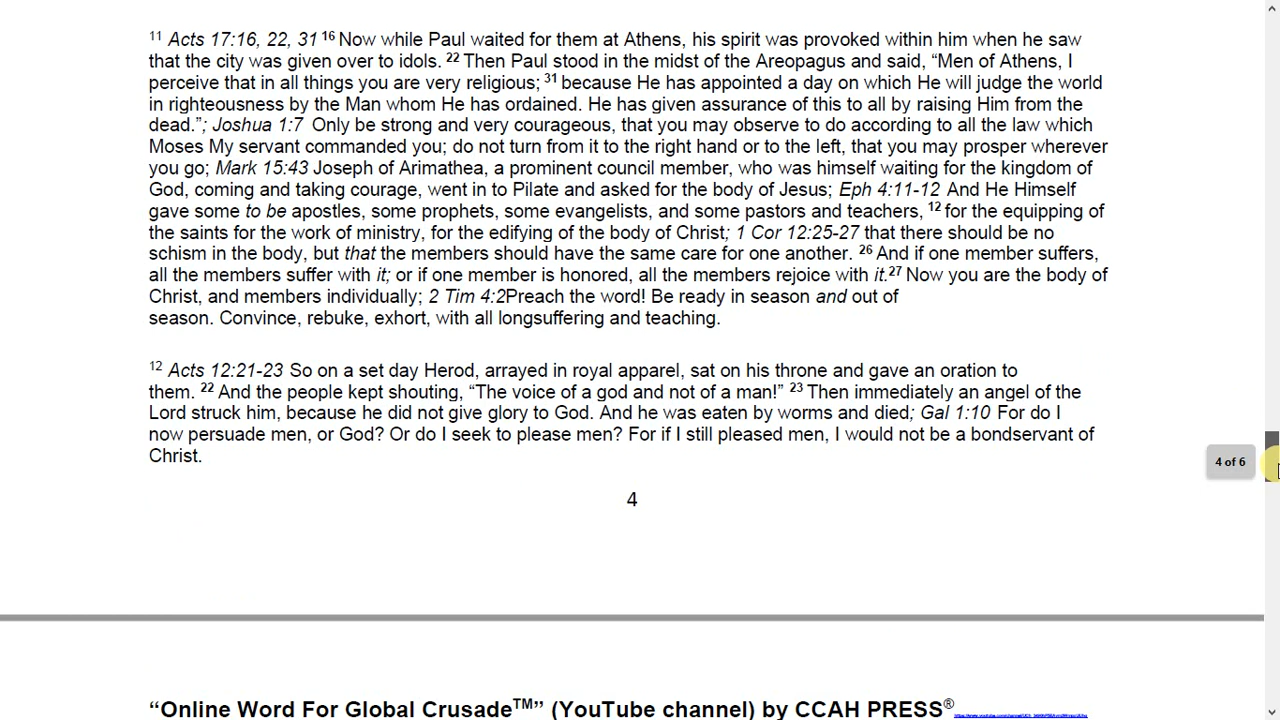 11 Acts 17:16, 22, 31 16 Now while Paul waited for them at Athens, his spirit was provoked within him when he saw
that the city was given over to idols. 22 Then Paul stood in the midst of the Areopagus and said, “Men of Athens, I
perceive that in all things you are very religious; 31 because He has appointed a day on which He will judge the world
in righteousness by the Man whom He has ordained. He has given assurance of this to all by raising Him from the
dead.”; Joshua 1:7 Only be strong and very courageous, that you may observe to do according to all the law which
Moses My servant commanded you; do not turn from it to the right hand or to the left, that you may prosper wherever
you go; Mark 15:43 Joseph of Arimathea, a prominent council member, who was himself waiting for the kingdom of
God, coming and taking courage, went in to Pilate and asked for the body of Jesus; Eph 4:11-12 And He Himself
gave some to be apostles, some prophets, some evangelists, and some pastors and teachers, 12 for the equipping of
the saints for the work of ministry, for the edifying of the body of Christ; 1 Cor 12:25-27 that there should be no
schism in the body, but that the members should have the same care for one another. 26 And if one member suffers,
all the members suffer with it; or if one member is honored, all the members rejoice with it.27 Now you are the body of
Christ, and members individually; 2 Tim 4:2Preach the word! Be ready in season and out of
season. Convince, rebuke, exhort, with all longsuffering and teaching.
12 Acts 12:21-23 So on a set day Herod, arrayed in royal apparel, sat on his throne and gave an oration to
them. 22 And the people kept shouting, “The voice of a god and not of a man!” 23 Then immediately an angel of the
Lord struck him, because he did not give glory to God. And he was eaten by worms and died; Gal 1:10 For do I
now persuade men, or God? Or do I seek to please men? For if I still pleased men, I would not be a bondservant of
Christ.
4 of 6
4
“Online Word For Global Crusade™” (YouTube channel) by CCAH PRESS®